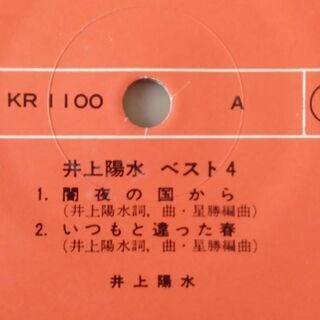 KR 1100 A
井上陽水 ベスト4
1. 闇夜の国から
(井上陽水詞, 曲・星勝編曲)
2. いつもと違った春
(井上陽水詞, 曲・星勝編曲)
井上陽水